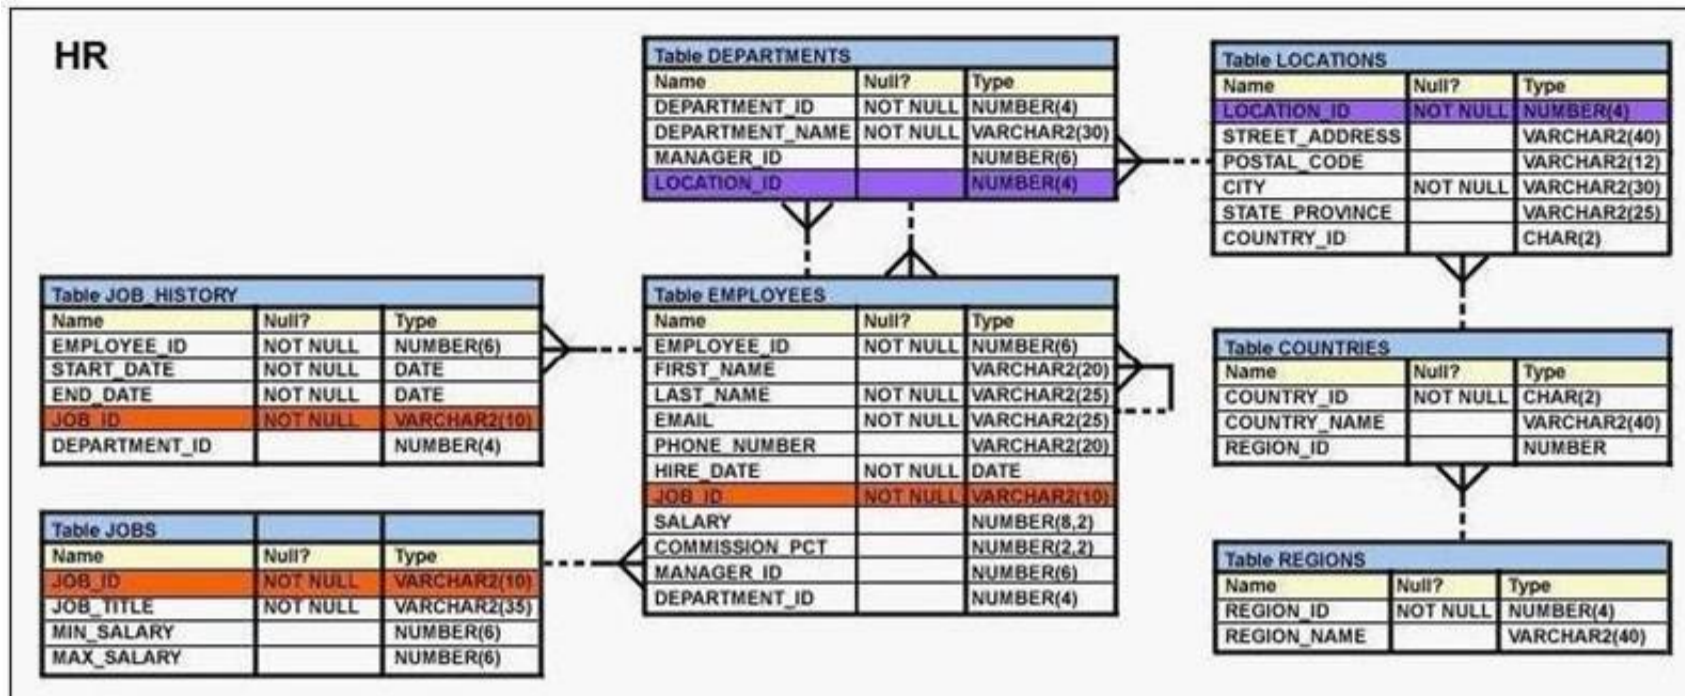 HR
Table DEPARTMENTS
Name Null? Type
DEPARTMENT_ID NOT NULL NUMBER(4)
DEPARTMENT_NAME NOT NULL VARCHAR2(30)
MANAGER_ID NUMBER(6)
LOCATION_ID NUMBER(4)
Table LOCATIONS
Name Null? Type
LOCATION_ID NOT NULL NUMBER(4)
STREET_ADDRESS VARCHAR2(40)
POSTAL_CODE VARCHAR2(12)
CITY NOT NULL VARCHAR2(30)
STATE_PROVINCE VARCHAR2(25)
COUNTRY_ID CHAR(2)
Table JOB_HISTORY
Name Null? Type
EMPLOYEE_ID NOT NULL NUMBER(6)
START_DATE NOT NULL DATE
END_DATE NOT NULL DATE
JOB_ID NOT NULL VARCHAR2(10)
DEPARTMENT_ID NUMBER(4)
Table EMPLOYEES
Name Null? Type
EMPLOYEE_ID NOT NULL NUMBER(6)
FIRST_NAME VARCHAR2(20)
LAST_NAME NOT NULL VARCHAR2(25)
EMAIL NOT NULL VARCHAR2(25)
PHONE_NUMBER VARCHAR2(20)
HIRE_DATE NOT NULL DATE
JOB_ID NOT NULL VARCHAR2(10)
SALARY NUMBER(8,2)
COMMISSION_PCT NUMBER(2,2)
MANAGER_ID NUMBER(6)
DEPARTMENT_ID NUMBER(4)
Table COUNTRIES
Name Null? Type
COUNTRY_ID NOT NULL CHAR(2)
COUNTRY_NAME VARCHAR2(40)
REGION_ID NUMBER
Table JOBS
Name Null? Type
JOB_ID NOT NULL VARCHAR2(10)
JOB_TITLE NOT NULL VARCHAR2(35)
MIN_SALARY NUMBER(6)
MAX_SALARY NUMBER(6)
Table REGIONS
Name Null? Type
REGION_ID NOT NULL NUMBER(4)
REGION_NAME VARCHAR2(40)